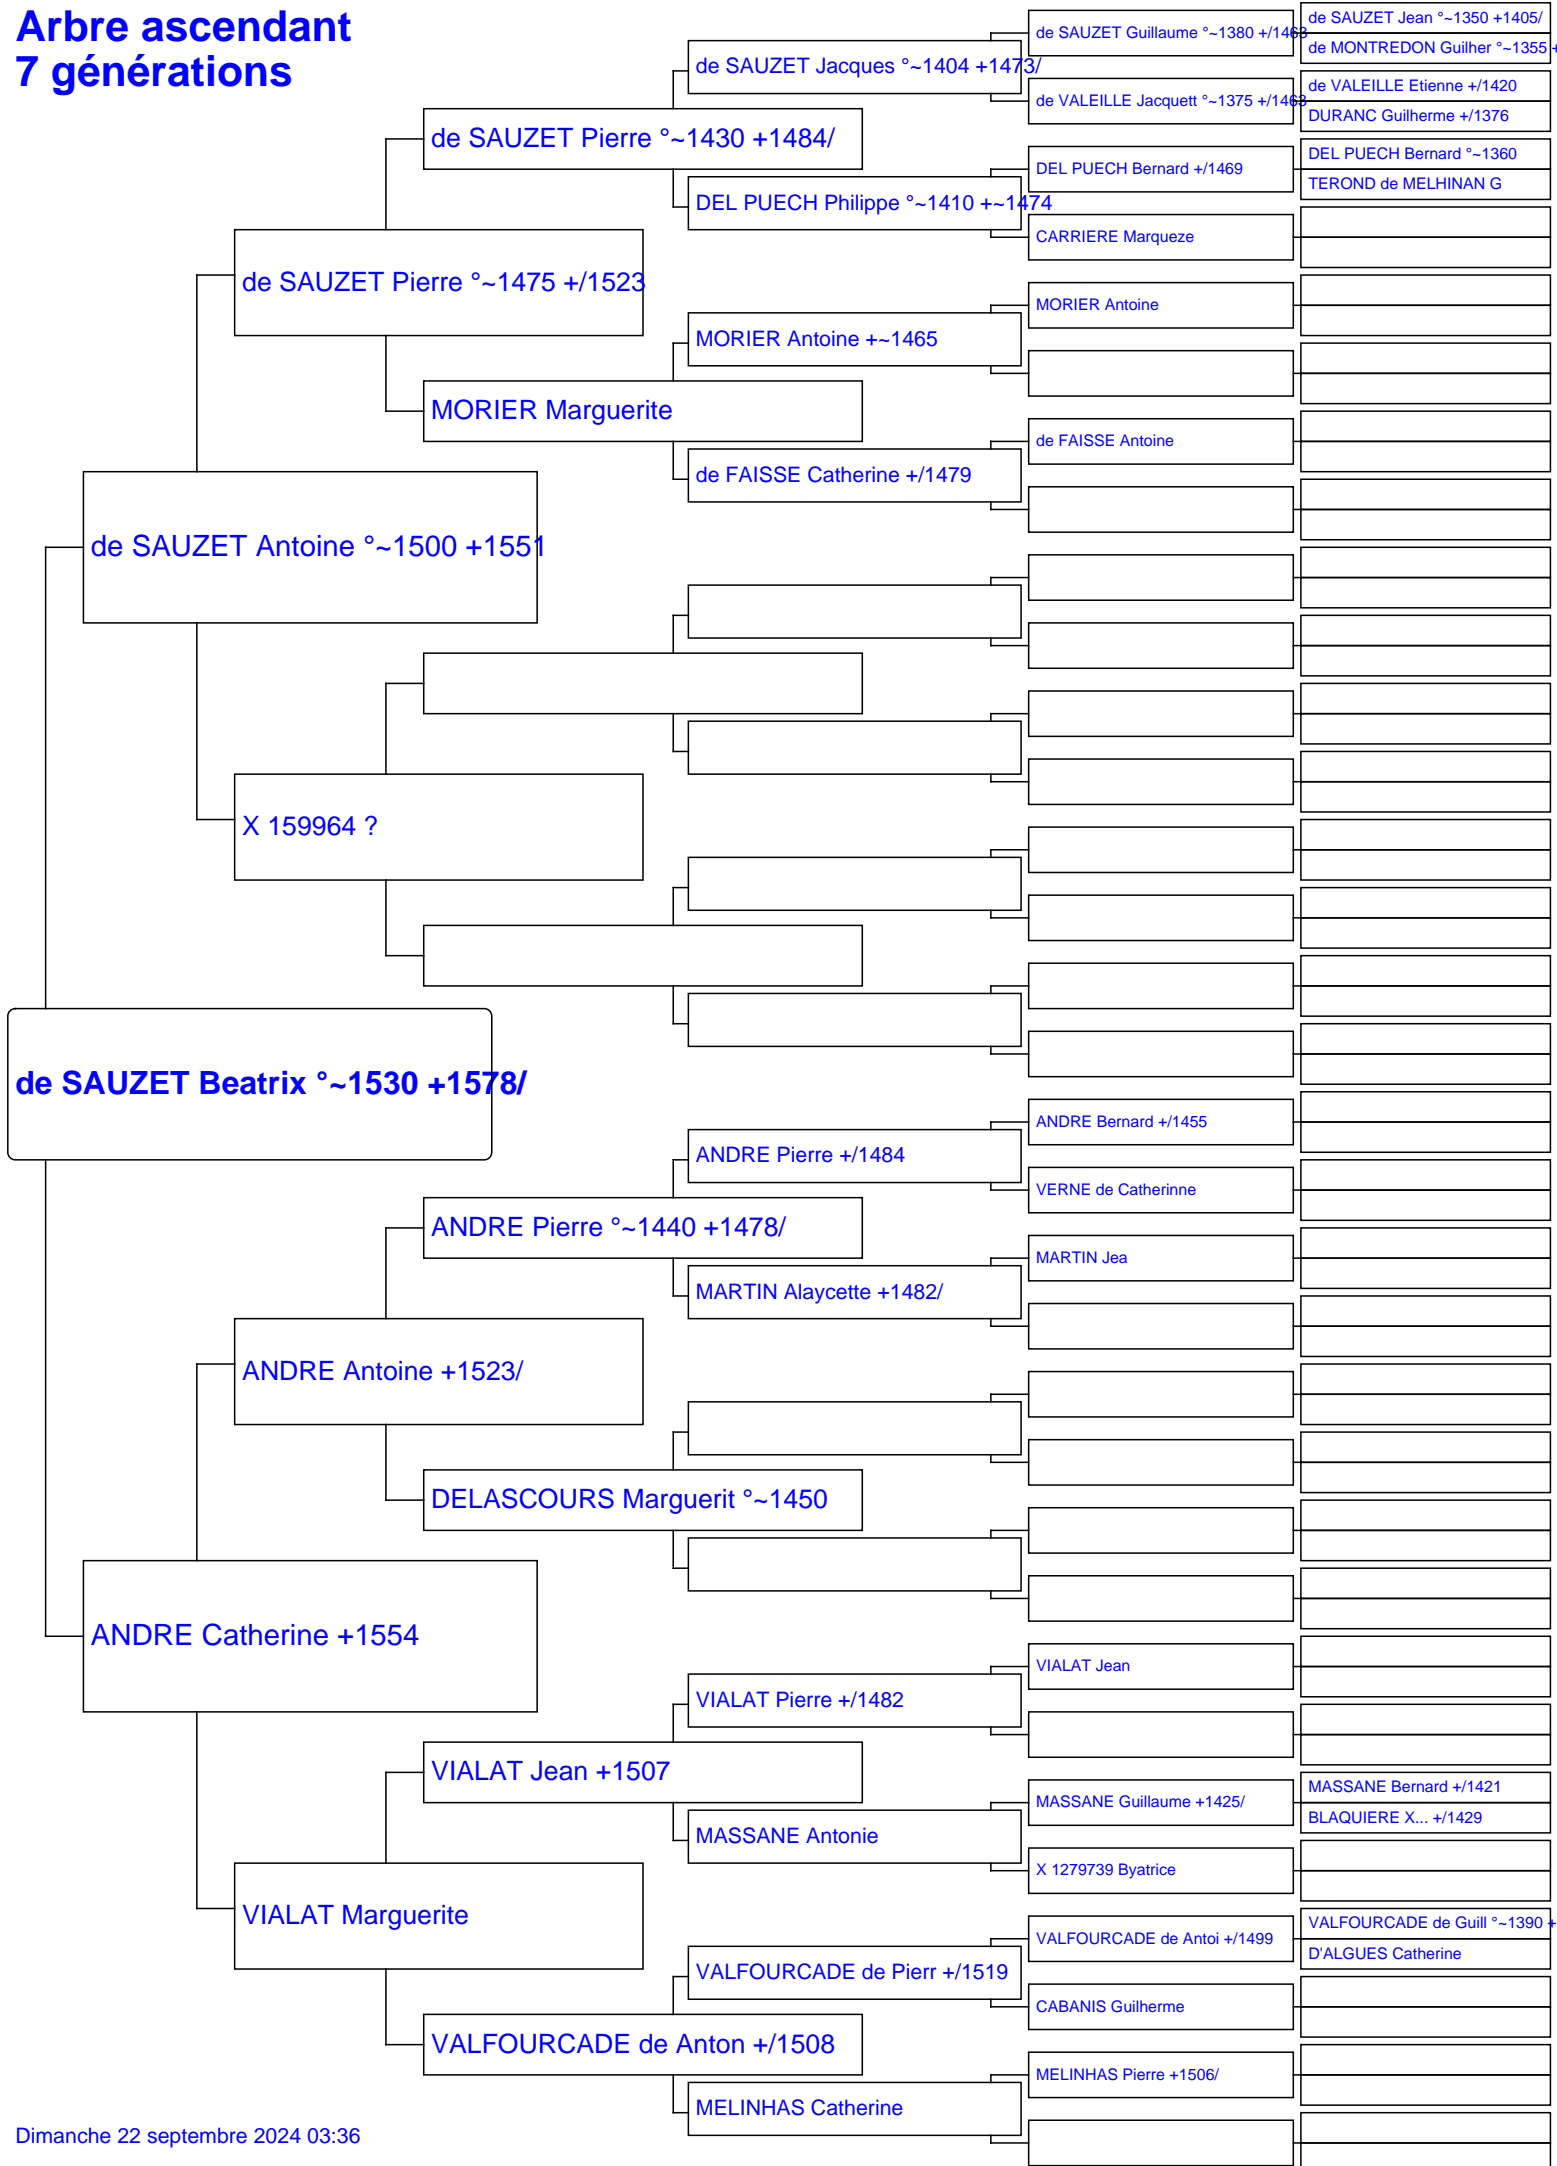 Arbre ascendant
7 générations
de SAUZET Jean °~1350 +1405/
de SAUZET Guillaume °~1380 +/1463
de MONTREDON Guilher °~1355 +
de SAUZET Jacques °~1404 +1473/
de VALEILLE Etienne +/1420
de VALEILLE Jacquett °~1375 +/1463
DURANC Guilherme +/1376
de SAUZET Pierre °~1430 +1484/
DEL PUECH Bernard °~1360
DEL PUECH Bernard +/1469
TEROND de MELHINAN G
DEL PUECH Philippe °~1410 +~1474
CARRIERE Marqueze
de SAUZET Pierre °~1475 +/1523
MORIER Antoine
MORIER Antoine +~1465
MORIER Marguerite
de FAISSE Antoine
de FAISSE Catherine +/1479
de SAUZET Antoine °~1500 +1551
X 159964 ?
de SAUZET Beatrix °~1530 +1578/
ANDRE Bernard +/1455
ANDRE Pierre +/1484
VERNE de Catherinne
ANDRE Pierre °~1440 +1478/
MARTIN Jea
MARTIN Alaycette +1482/
ANDRE Antoine +1523/
DELASCOURS Marguerit °~1450
ANDRE Catherine +1554
VIALAT Jean
VIALAT Pierre +/1482
VIALAT Jean +1507
MASSANE Bernard +/1421
MASSANE Guillaume +1425/
BLAQUIERE X... +/1429
MASSANE Antonie
X 1279739 Byatrice
VIALAT Marguerite
VALFOURCADE de Guill °~1390 +
VALFOURCADE de Antoi +/1499
D'ALGUES Catherine
VALFOURCADE de Pierr +/1519
CABANIS Guilherme
VALFOURCADE de Anton +/1508
MELINHAS Pierre +1506/
MELINHAS Catherine
Dimanche 22 septembre 2024 03:36